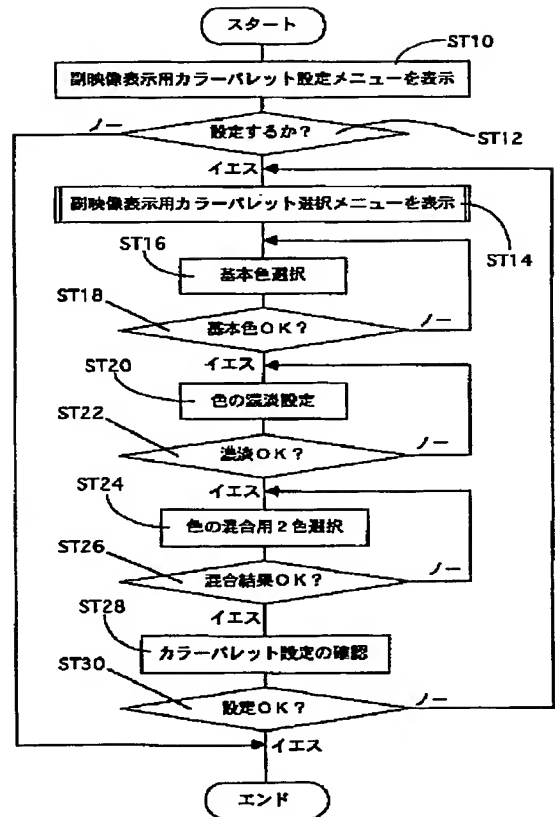 スタート
ST10
副映像表示用カラーパレット設定メニューを表示
ノー
設定するか?
ST12
イエス
副映像表示用カラーパレット選択メニューを表示
ST14
ST16
基本色選択
ST18
基本色OK?
ノー
イエス
ST20
色の濃淡設定
ST22
濃淡OK?
ノー
イエス
ST24
色の混合用2色選択
ST26
混合結果OK?
ノー
イエス
ST28
カラーパレット設定の確認
ST30
設定OK?
ノー
イエス
エンド